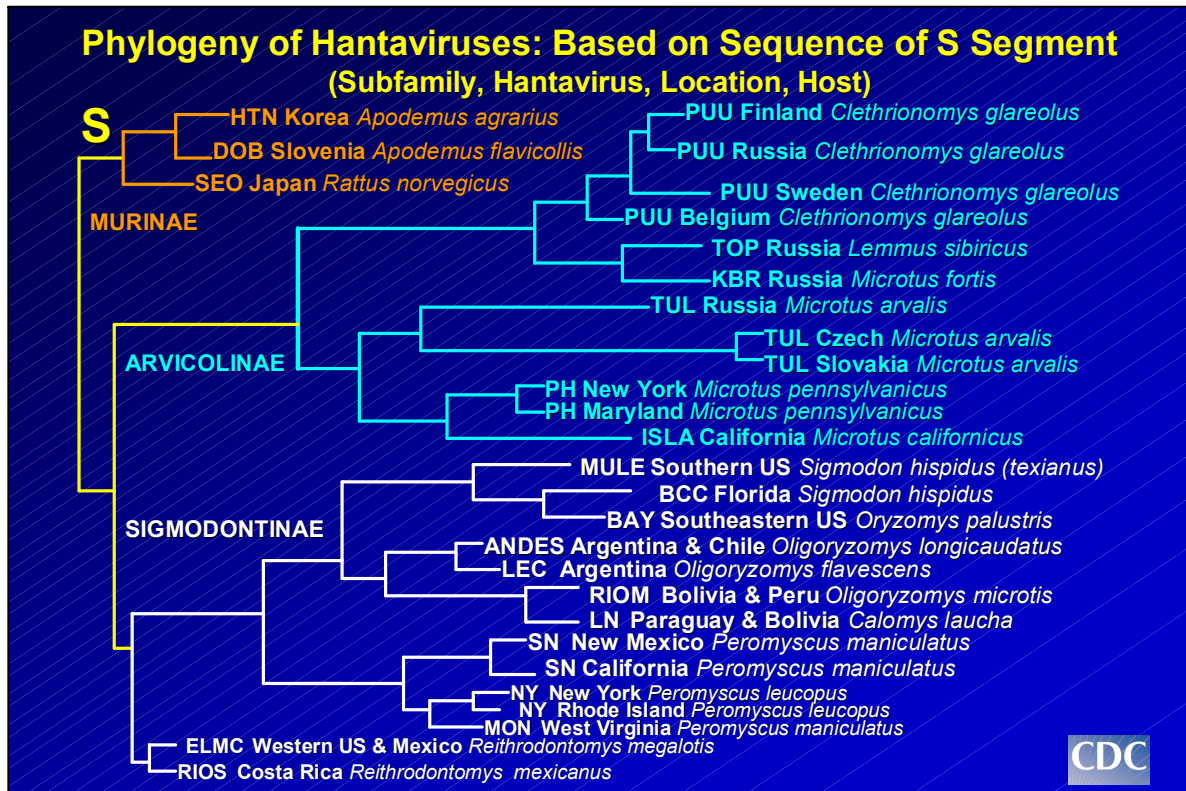 Phylogeny of Hantaviruses: Based on Sequence of S Segment
(Subfamily, Hantavirus, Location, Host)
S
HTN Korea Apodemus agrarius
DOB Slovenia Apodemus flavicollis
SEO Japan Rattus norvegicus
MURINAE
PUU Finland Clethrionomys glareolus
PUU Russia Clethrionomys glareolus
PUU Sweden Clethrionomys glareolus
PUU Belgium Clethrionomys glareolus
TOP Russia Lemmus sibiricus
KBR Russia Microtus fortis
TUL Russia Microtus arvalis
TUL Czech Microtus arvalis
TUL Slovakia Microtus arvalis
ARVICOLINAE
PH New York Microtus pennsylvanicus
PH Maryland Microtus pennsylvanicus
ISLA California Microtus californicus
MULE Southern US Sigmodon hispidus (texianus)
BCC Florida Sigmodon hispidus
BAY Southeastern US Oryzomys palustris
SIGMODONTINAE
ANDES Argentina & Chile Oligoryzomys longicaudatus
LEC Argentina Oligoryzomys flavescens
RIOM Bolivia & Peru Oligoryzomys microtis
LN Paraguay & Bolivia Calomys laucha
SN New Mexico Peromyscus maniculatus
SN California Peromyscus maniculatus
NY New York Peromyscus leucopus
NY Rhode Island Peromyscus leucopus
MON West Virginia Peromyscus maniculatus
ELMC Western US & Mexico Reithrodontomys megalotis
RIOS Costa Rica Reithrodontomys mexicanus
CDC